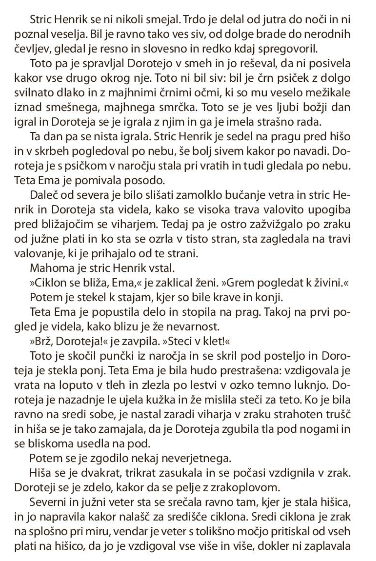 Stric Henrik se ni nikoli smejal. Trdo je delal od jutra do noči in ni
poznal veselja. Bil je ravno tako ves siv, od dolge brade do nerodnih
čevljev, gledal je resno in slovesno in redko kdaj spregovoril.
Toto pa je spravljal Dorotejo v smeh in jo reševal, da ni posivela
kakor vse drugo okrog nje. Toto ni bil siv: bil je črn psiček z dolgo
svilnato dlako in z majhnimi črnimi očmi, ki so mu veselo mežikale
iznad smešnega, majhnega smrčka. Toto se je ves ljubi božji dan
igral in Doroteja se je igrala z njim in ga je imela strašno rada.
Ta dan pa se nista igrala. Stric Henrik je sedel na pragu pred hišo
in v skrbeh pogledoval po nebu, še bolj sivem kakor po navadi. Do-
roteja je s psičkom v naročju stala pri vratih in tudi gledala po nebu.
Teta Ema je pomivala posodo.
Daleč od severa je bilo slišati zamolklo bučanje vetra in stric He-
nrik in Doroteja sta videla, kako se visoka trava valovito upogiba
pred bližajočim se viharjem. Tedaj pa je ostro zažvižgalo po zraku
od južne plati in ko sta se ozrla v tisto stran, sta zagledala na travi
valovanje, ki je prihajalo od te strani.
Mahoma je stric Henrik vstal.
»Ciklon se bliža, Ema,« je zaklical ženi. »Grem pogledat k živini.«
Potem je stekel k stajam, kjer so bile krave in konji.
Teta Ema je popustila delo in stopila na prag. Takoj na prvi po-
gled je videla, kako blizu je že nevarnost.
»Brž, Doroteja!« je zavpila. »Steci v klet!«
Toto je skočil punčki iz naročja in se skril pod posteljo in Doro-
teja je stekla ponj. Teta Ema je bila hudo prestrašena: vzdigovala je
vrata na loputo v tleh in zlezla po lestvi v ozko temno luknjo. Do-
roteja je nazadnje le ujela kužka in že mislila steči za teto. Ko je bila
ravno na sredi sobe, je nastal zaradi viharja v zraku strahoten trušč
in hiša se je tako zamajala, da je Doroteja zgubila tla pod nogami in
se bliskoma usedla na pod.
Potem se je zgodilo nekaj neverjetnega.
Hiša se je dvakrat, trikrat zasukala in se počasi vzdignila v zrak.
Doroteji se je zdelo, kakor da se pelje z zrakoplovom.
Severni in južni veter sta se srečala ravno tam, kjer je stala hišica,
in jo napravila kakor nalašč za središče ciklona. Sredi ciklona je zrak
na splošno pri miru, vendar je veter s tolikšno močjo pritiskal od vseh
plati na hišico, da jo je vzdigoval vse više in više, dokler ni zaplavala